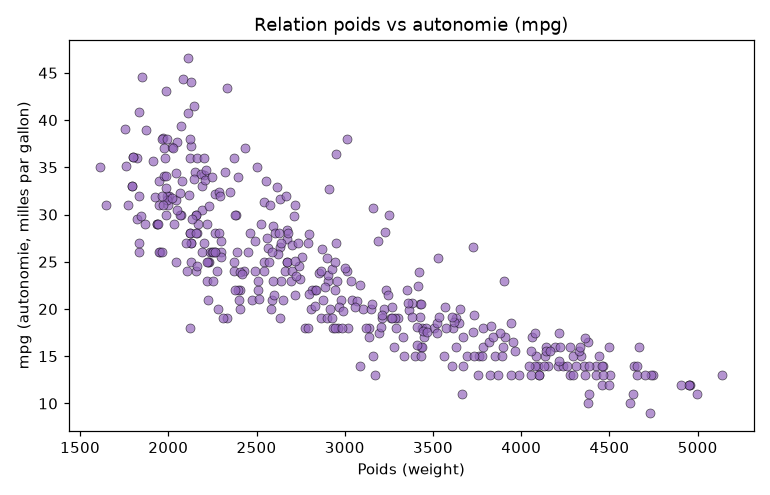 Relation poids vs autonomie (mpg)
mpg (autonomie, milles par gallon)
45
40
35
30
25
20
15
10
1500 2000 2500 3000 3500 4000 4500 5000
Poids (weight)